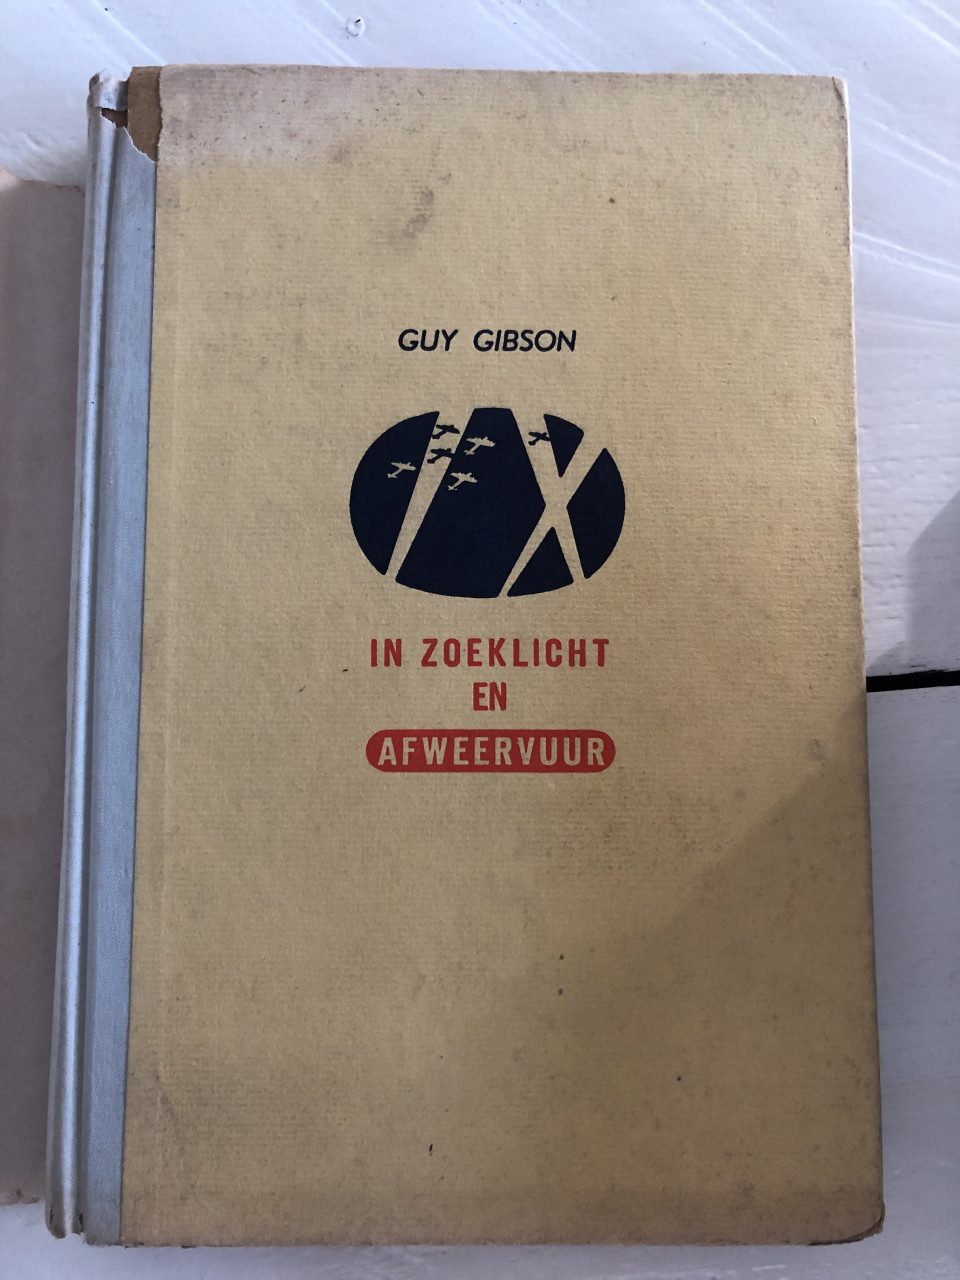 GUY GIBSON
IN ZOEKLICHT
EN
AFWEERVUUR